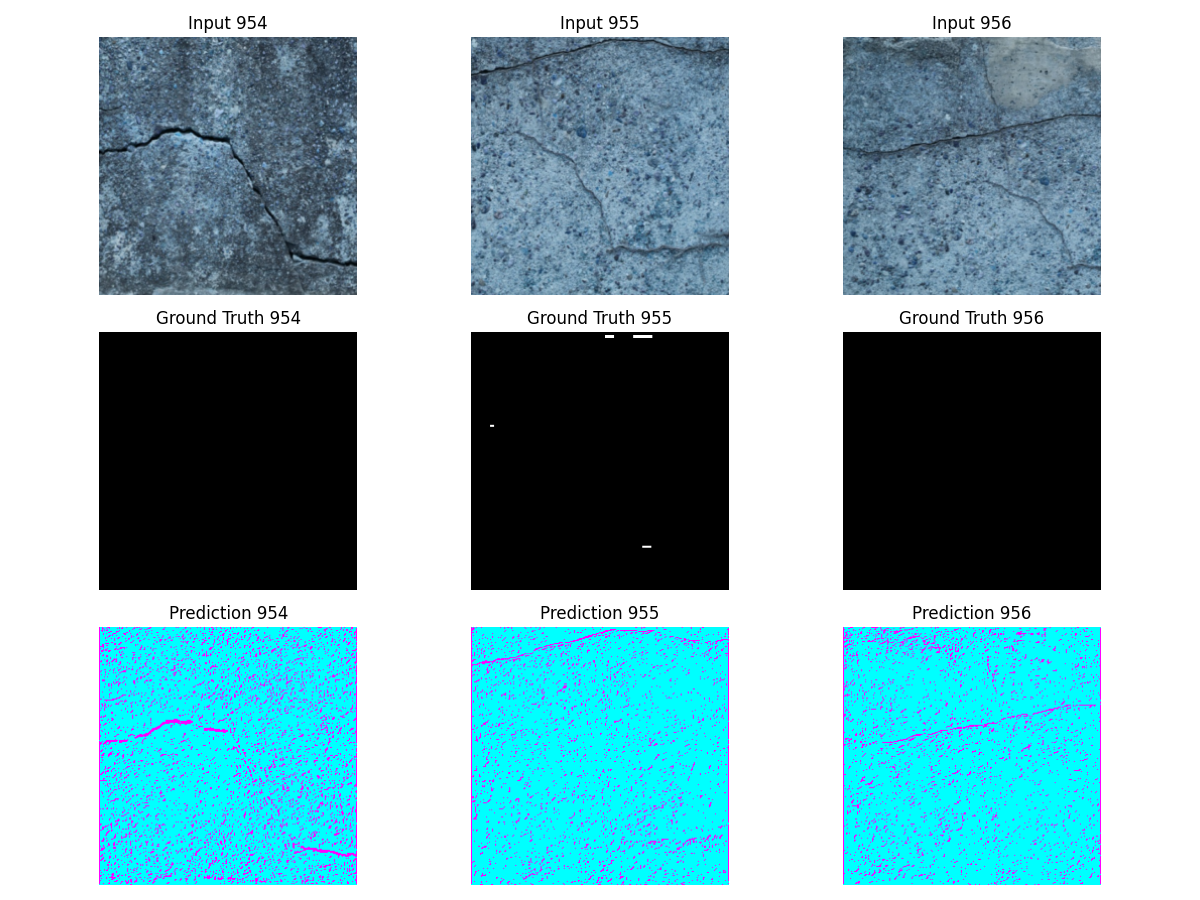 Input 954
Input 955
Input 956
Ground Truth 954
Ground Truth 955
Ground Truth 956
Prediction 954
Prediction 955
Prediction 956